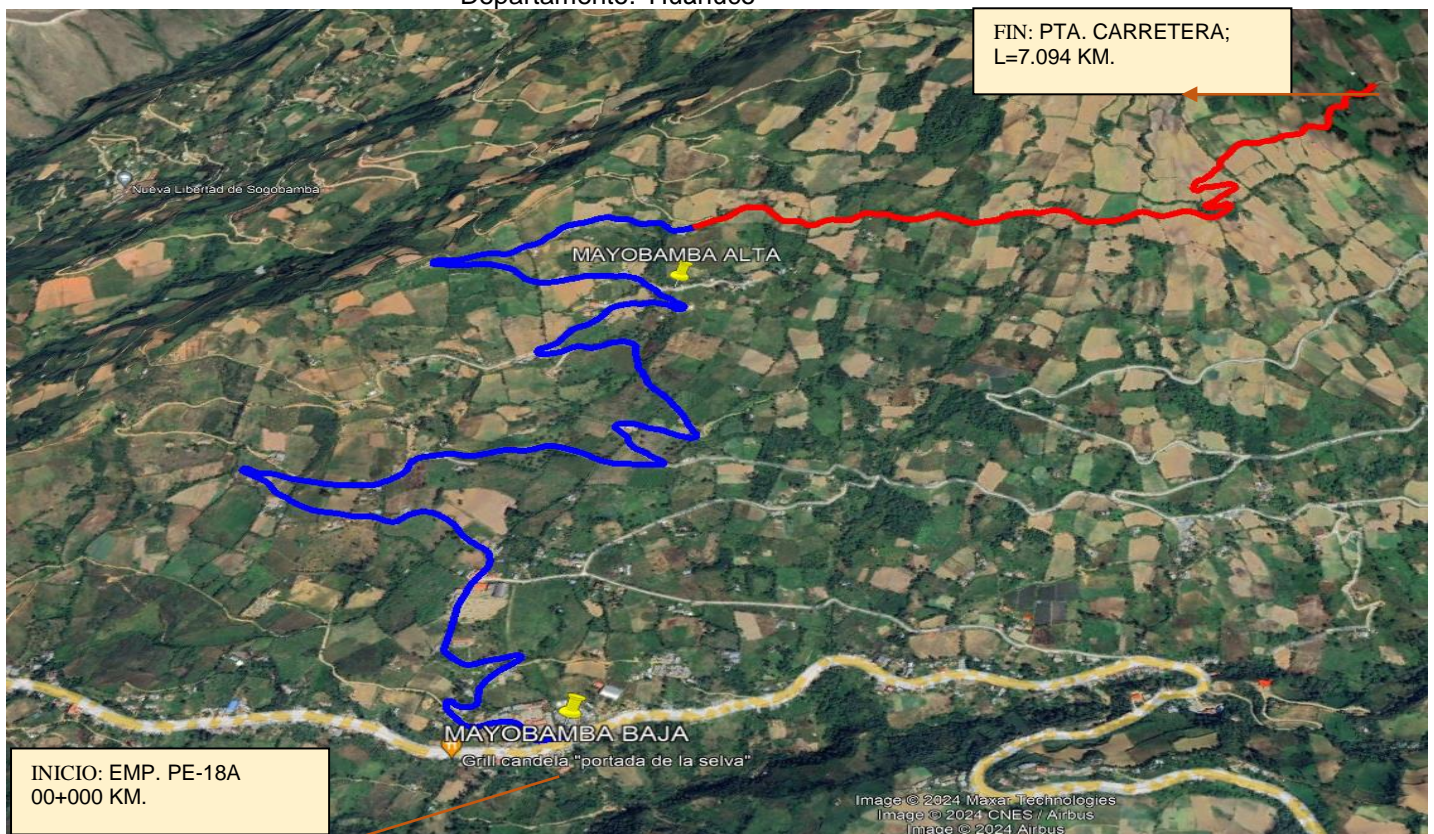 Departamento: Huánuco
FIN: PTA. CARRETERA;
L=7.094 KM.
Nueva Libertad de Sogobamba
MAYOBAMBA ALTA
MAYOBAMBA BAJA
Grill candela "portada de la selva"
INICIO: EMP. PE-18A
00+000 KM.
Image © 2024 Maxar Technologies
Image © 2024 CNES / Airbus
Image © 2024 Airbus